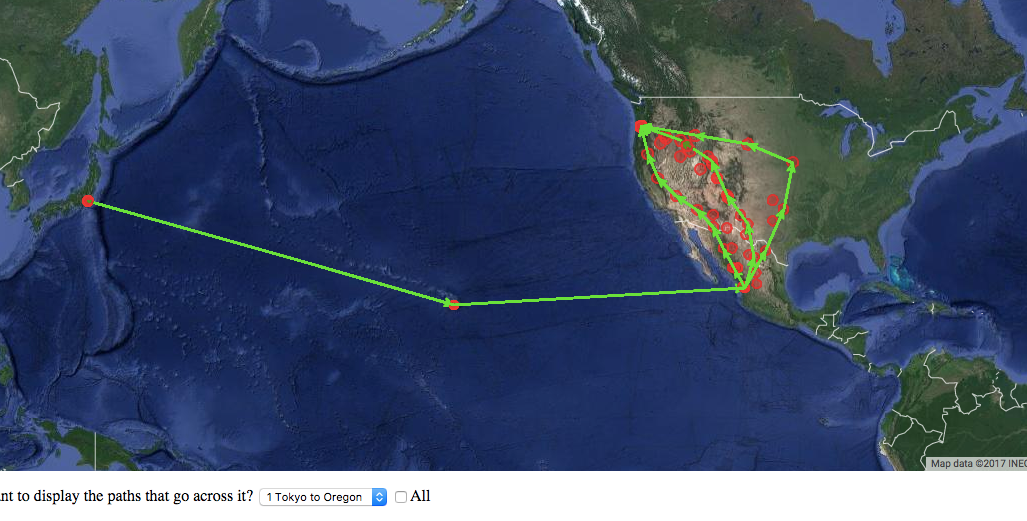 Map data ©2017 INEG
nt to display the paths that go across it? 1 Tokyo to Oregon All